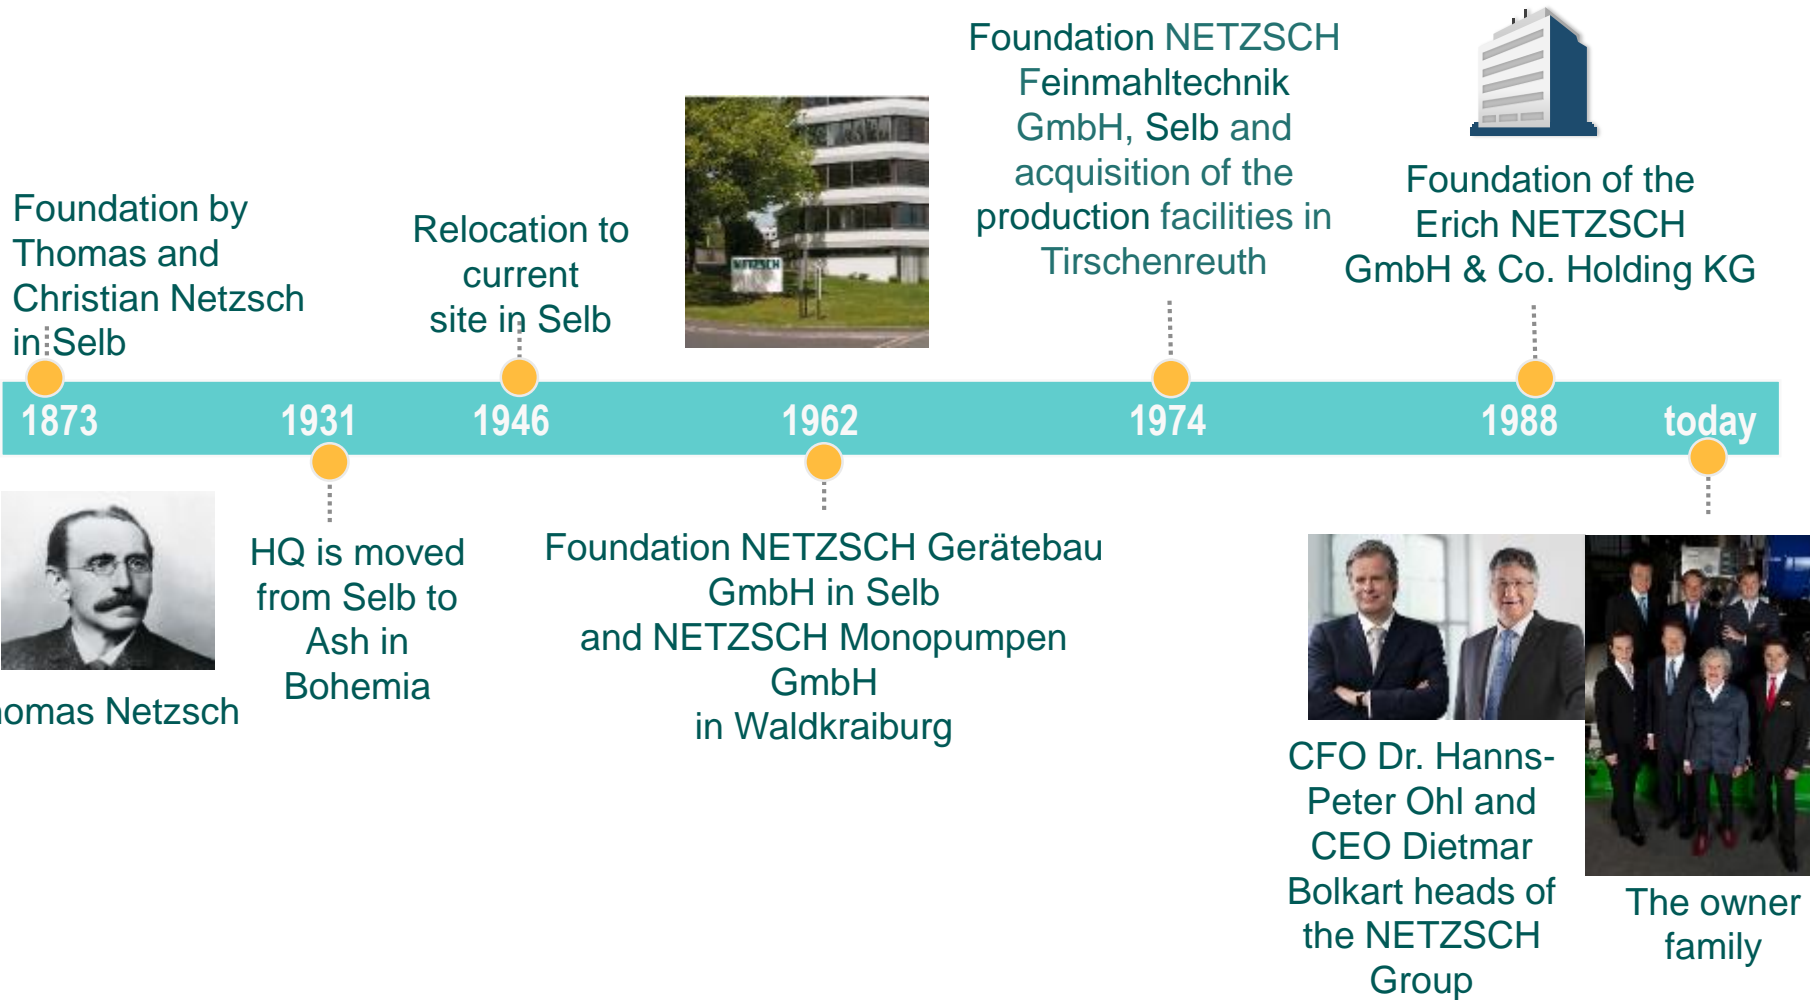 Foundation by
Thomas and
Christian Netzsch
in Selb
Relocation to
current
site in Selb
NETZSCH
Foundation NETZSCH
Feinmahltechnik
GmbH, Selb and
acquisition of the
production facilities in
Tirschenreuth
Foundation of the
Erich NETZSCH
GmbH & Co. Holding KG
1873
1931
1946
1962
1974
1988
today
omas Netzsch
HQ is moved
from Selb to
Ash in
Bohemia
Foundation NETZSCH Gerätebau
GmbH in Selb
and NETZSCH Monopumpen
GmbH
in Waldkraiburg
CFO Dr. Hanns-
Peter Ohl and
CEO Dietmar
Bolkart heads of
the NETZSCH
Group
The owner
family